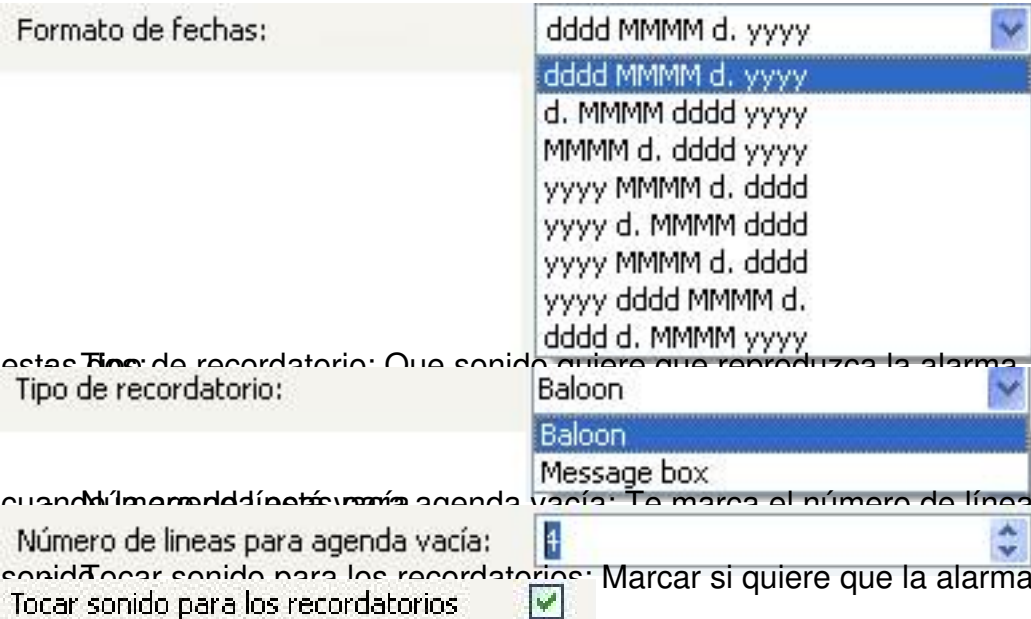 Formato de fechas:
dddd MMMM d. yyyy
dddd MMMM d. yyyy
d. MMMM dddd yyyy
MMMM d. dddd yyyy
yyyy MMMM d. dddd
yyyy d. MMMM dddd
yyyy MMMM d. dddd
yyyy dddd MMMM d.
dddd d. MMMM yyyy
estas de recordatorio: Que sonido quiere que reproduzca la alarma
Tipo de recordatorio:
Baloon
Baloon
Message box
agenda vacía: Te marca el número de línea
Número de lineas para agenda vacía:
4
Tocar sonido para los recordatorios: Marcar si quiere que la alarma
Tocar sonido para los recordatorios